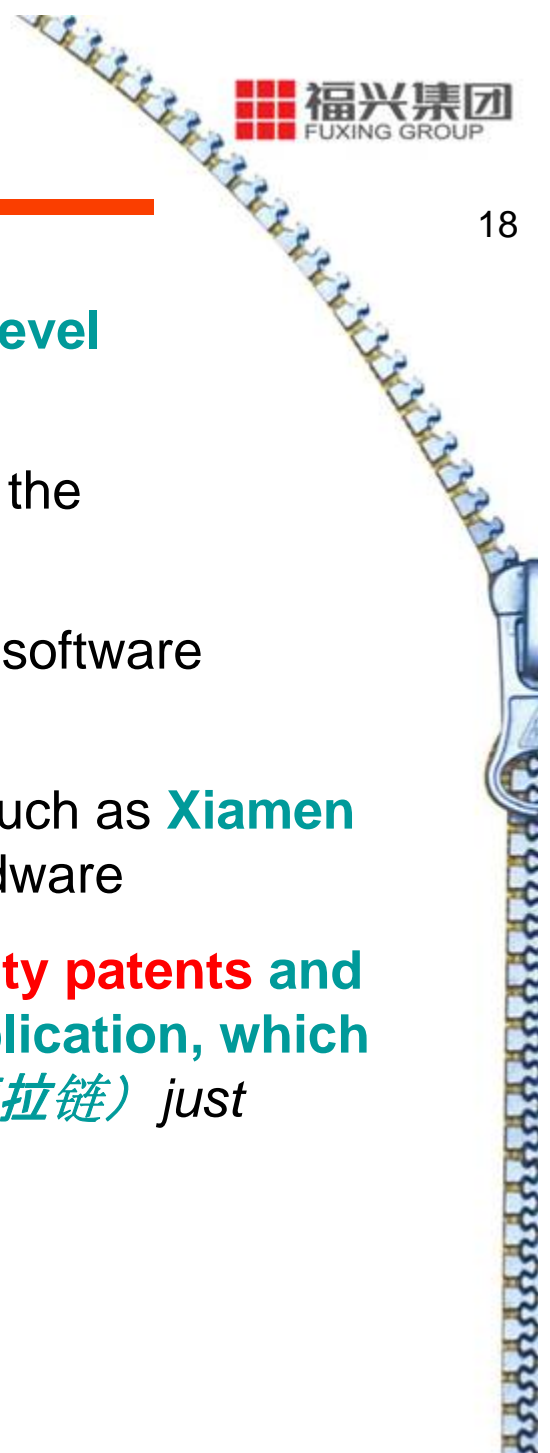 福兴集团
FUXING GROUP
18
evel
the
software
uch as Xiamen
dware
ty patents and
lication, which
拉链） just